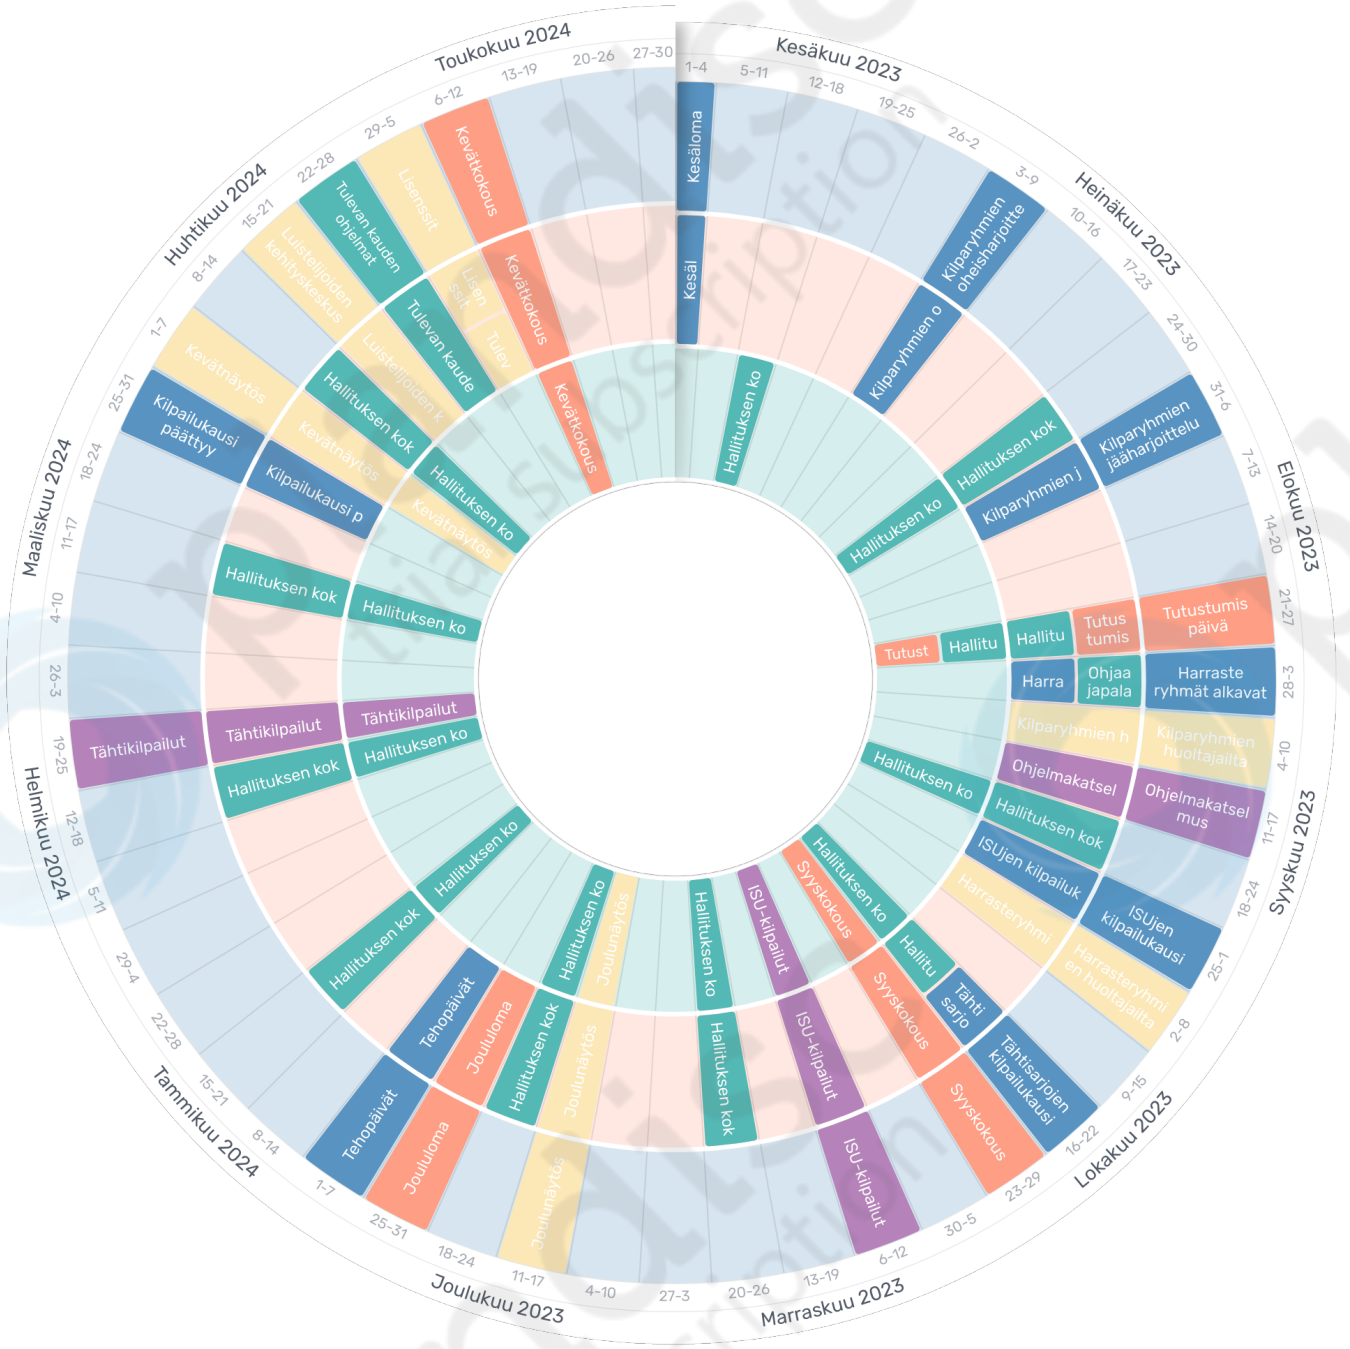 Kesäkuu 2023
1-4
5-11
12-18
19-25
26-2
Heinäkuu 2023
3-9
10-16
17-23
24-30
31-6
Elokuu 2023
7-13
14-20
21-27
28-3
Syyskuu 2023
4-10
11-17
18-24
25-1
2-8
Lokakuu 2023
9-15
16-22
23-29
30-5
Marraskuu 2023
6-12
13-19
20-26
27-3
Joulukuu 2023
4-10
11-17
18-24
25-31
Tammikuu 2024
1-7
8-14
15-21
22-28
29-4
Helmikuu 2024
5-11
12-18
19-25
26-3
Maaliskuu 2024
4-10
11-17
18-24
25-31
Huhtikuu 2024
1-7
8-14
15-21
22-28
29-5
Toukokuu 2024
6-12
13-19
20-26
27-30
Kesäloma
Kilparyhmien
oheisharjoitte
Kilparyhmien
jääharjoittelu
Tutustumis
päivä
Harraste
ryhmät alkavat
Kilparyhmien
huoltajailta
Ohjelmakatsel
mus
ISUjen
kilpailukausi
Harrasteryhmi
en huoltajailta
Tähtisarjojen
kilpailukausi
Syyskokous
ISU-kilpailut
Joulunäytös
Joululoma
Tehopäivät
Tähtikilpailut
Kilpailukausi
päättyy
Kevätnäytös
Luistelijoiden
kehityskeskus
Tulevan kauden
ohjelmat
Lisenssit
Kevätkokous
Kesäl
Kilparyhmien o
Hallituksen kok
Kilparyhmien j
Hallitu
Tutus
tumis
Harra
Ohjaa
japala
Kilparyhmien h
Ohjelmakatsel
Hallituksen kok
ISUjen kilpailuk
Harrasteryhmi
Hallitu
Tähti
sarjo
Syyskokous
ISU-kilpailut
Hallituksen kok
Joulunäytös
Hallituksen kok
Joululoma
Tehopäivät
Hallituksen kok
Hallituksen kok
Tähtikilpailut
Hallituksen kok
Kilpailukausi p
Kevätnäytös
Hallituksen kok
Luistelijoiden k
Tulevan kaude
Lisen
ssit
Tulev
Kevätkokous
Hallituksen ko
Hallituksen ko
Tutust
Hallitu
Hallituksen ko
Hallituksen ko
Syyskokous
ISU-kilpailut
Hallituksen ko
Joulunäytös
Hallituksen ko
Hallituksen ko
Hallituksen ko
Tähtikilpailut
Hallituksen ko
Kevätnäytös
Hallituksen ko
Kevätkokous